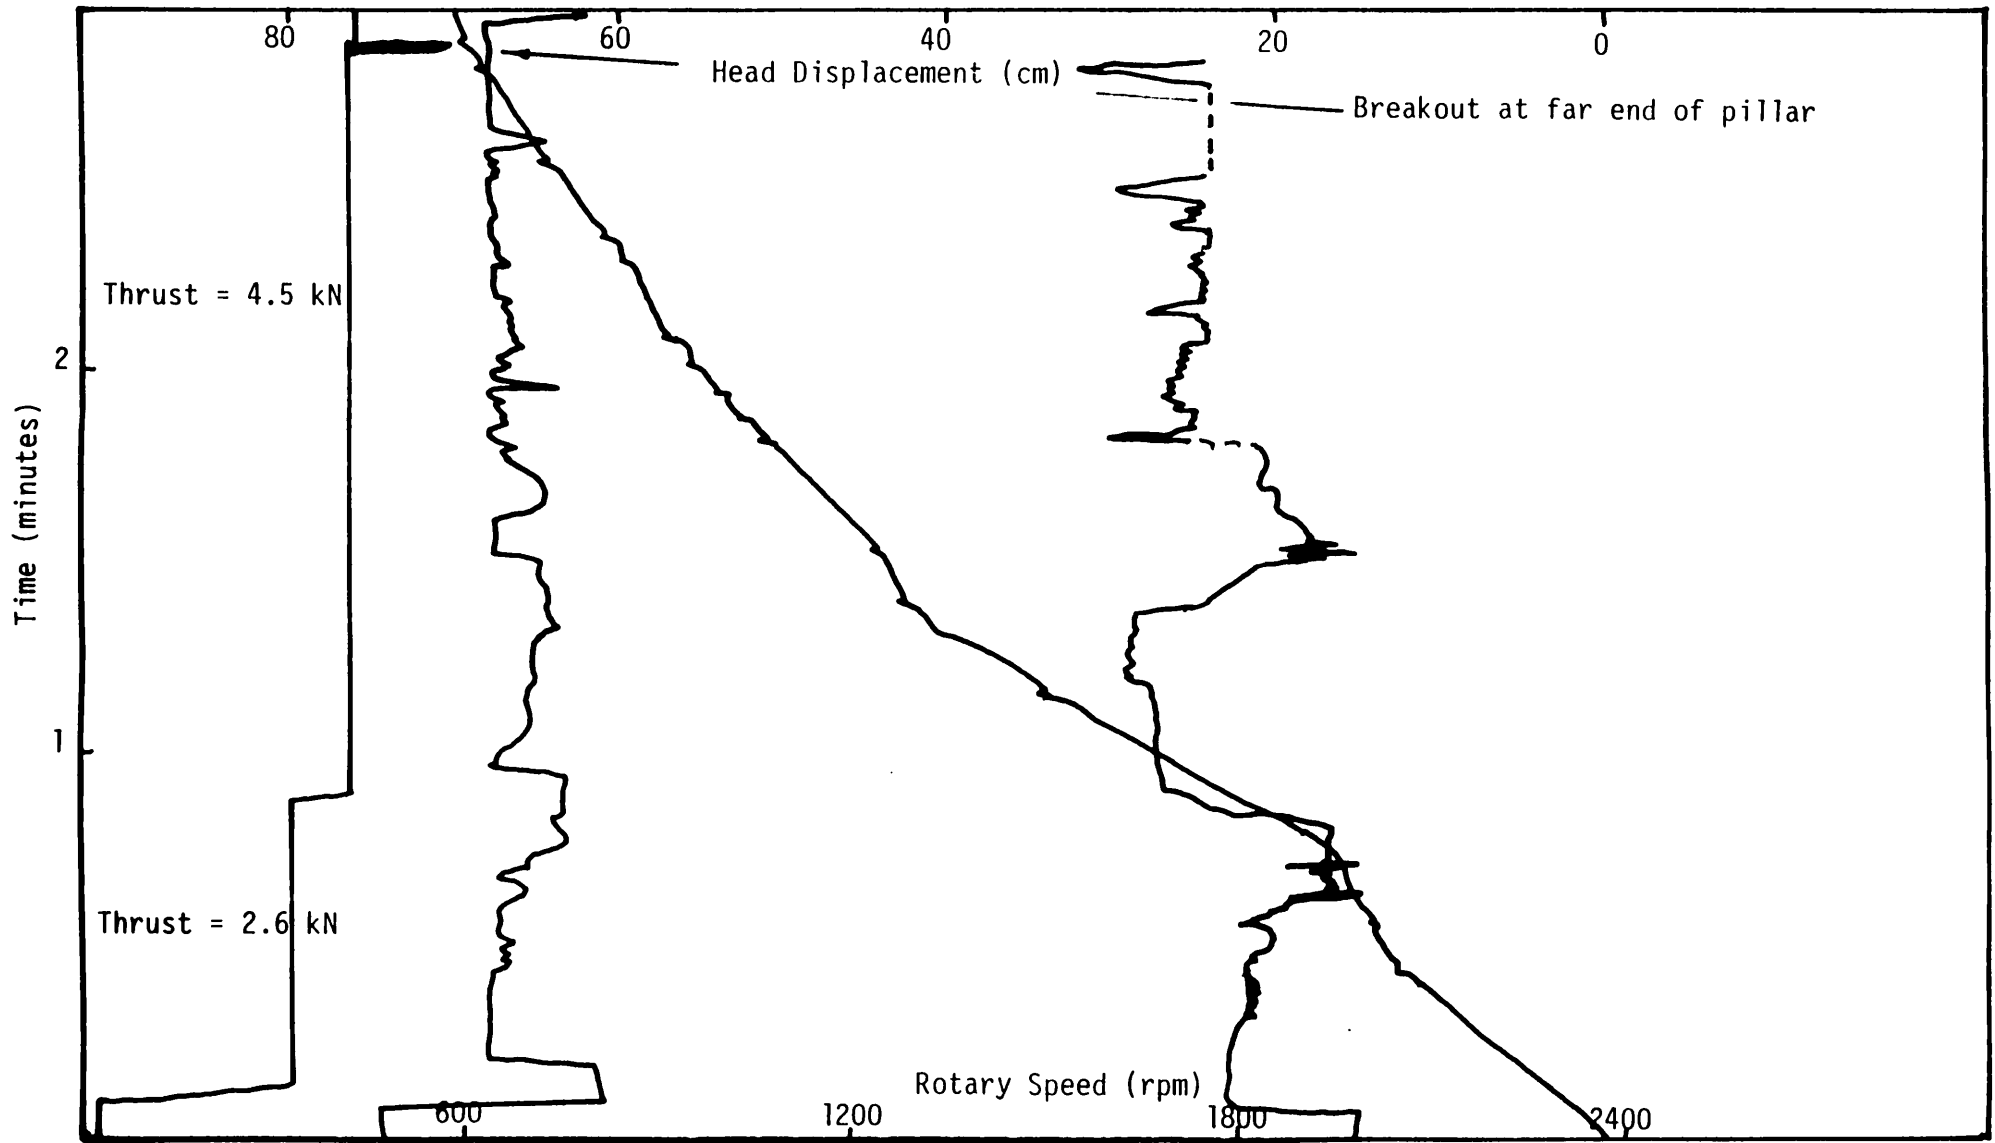 80 60 40 20 0
Head Displacement (cm)
Breakout at far end of pillar
Thrust = 4.5 kN
2
Time (minutes)
1
Thrust = 2.6 kN
Rotary Speed (rpm)
600 1200 1800 2400